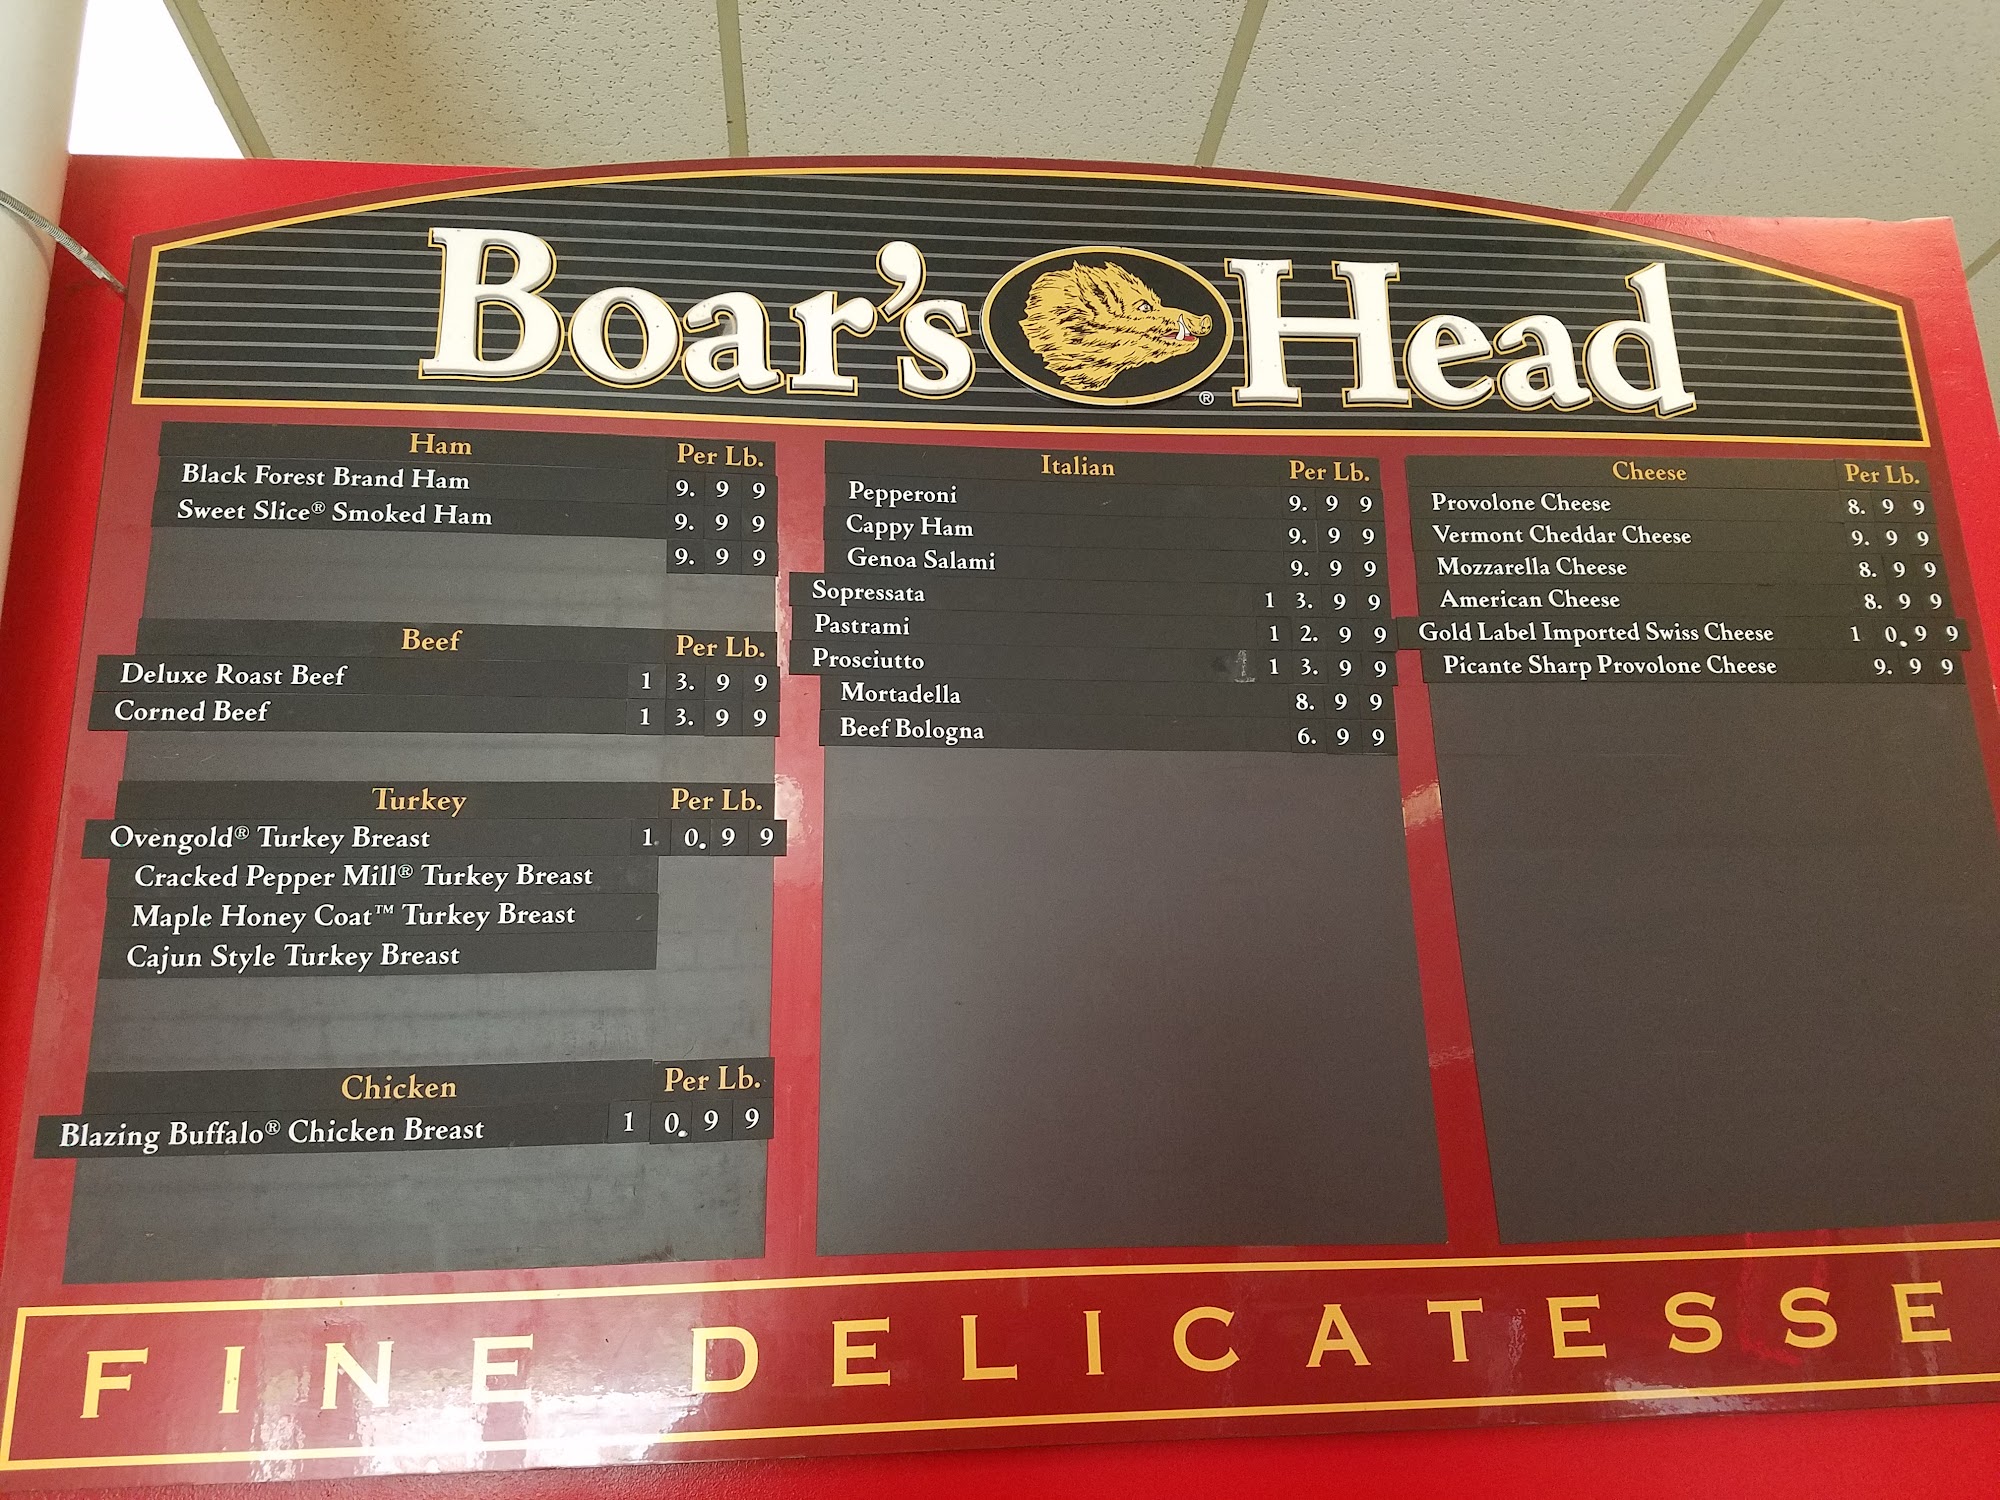 Boar's Head®
Ham Per Lb.
Black Forest Brand Ham 9.99
Sweet Slice® Smoked Ham 9.99
9.99
Beef Per Lb.
Deluxe Roast Beef 13.99
Corned Beef 13.99
Turkey Per Lb.
Ovengold® Turkey Breast 10.99
Cracked Pepper Mill® Turkey Breast
Maple Honey Coat™ Turkey Breast
Cajun Style Turkey Breast
Chicken Per Lb.
Blazing Buffalo® Chicken Breast 10.99
Italian Per Lb.
Pepperoni 9.99
Cappy Ham 9.99
Genoa Salami 9.99
Sopressata 13.99
Pastrami 12.99
Prosciutto 13.99
Mortadella 8.99
Beef Bologna 6.99
Cheese Per Lb.
Provolone Cheese 8.99
Vermont Cheddar Cheese 9.99
Mozzarella Cheese 8.99
American Cheese 8.99
Gold Label Imported Swiss Cheese 10.99
Picante Sharp Provolone Cheese 9.99
FINE DELICATESSE